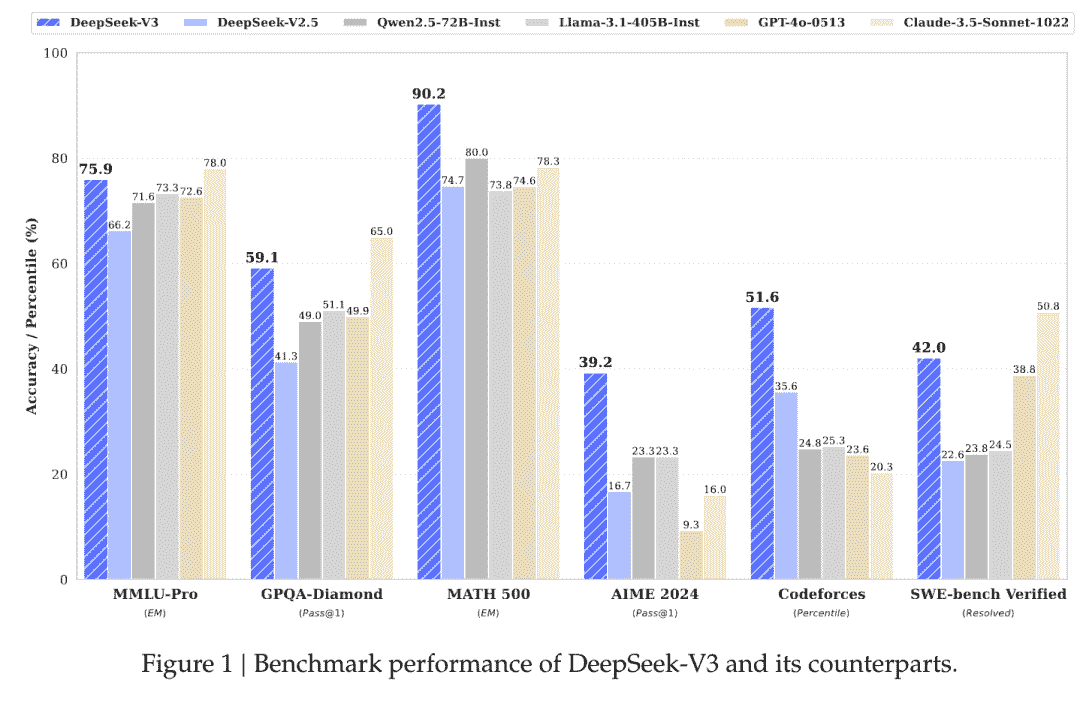 DeepSeek-V3 DeepSeek-V2.5 Qwen2.5-72B-Inst Llama-3.1-405B-Inst GPT-4o-0513 Claude-3.5-Sonnet-1022
Accuracy / Percentile (%)
100
80
60
40
20
0
75.9 66.2 71.6 73.3 72.6 78.0
59.1 41.3 49.0 51.1 49.9 65.0
90.2 74.7 80.0 73.8 74.6 78.3
39.2 16.7 23.3 23.3 9.3 16.0
51.6 35.6 24.8 25.3 23.6 20.3
42.0 22.6 23.8 24.5 38.8 50.8
MMLU-Pro GPQA-Diamond MATH 500 AIME 2024 Codeforces SWE-bench Verified
(EM) (Pass@1) (EM) (Pass@1) (Percentile) (Resolved)
Figure 1 | Benchmark performance of DeepSeek-V3 and its counterparts.